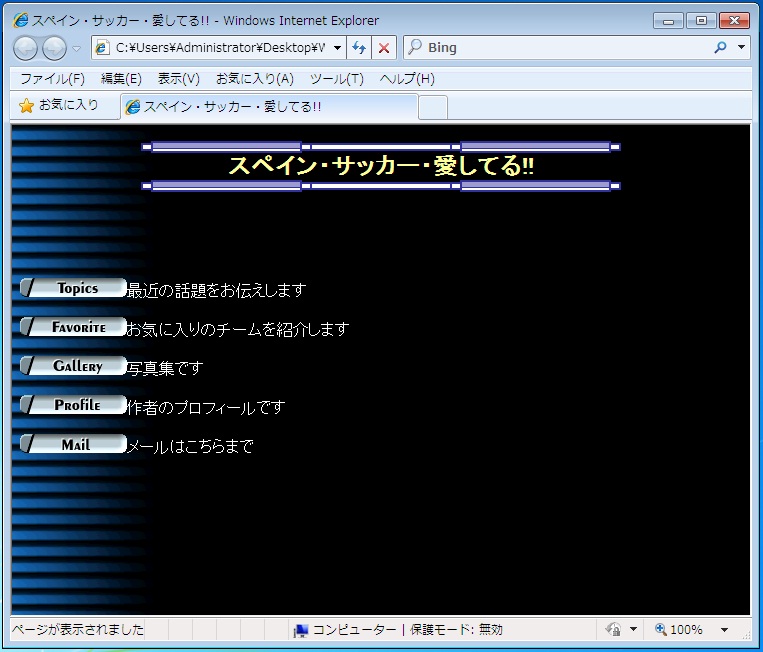 スペイン・サッカー・愛してる!! - Windows Internet Explorer
C:¥Users¥Administrator¥Desktop¥
Bing
ファイル(F) 編集(E) 表示(V) お気に入り(A) ツール(T) ヘルプ(H)
お気に入り
スペイン・サッカー・愛してる!!
スペイン・サッカー・愛してる!!
Topics 最近の話題をお伝えします
Favorite お気に入りのチームを紹介します
Gallery 写真集です
Profile 作者のプロフィールです
Mail メールはこちらまで
ページが表示されました
コンピューター | 保護モード: 無効
100%